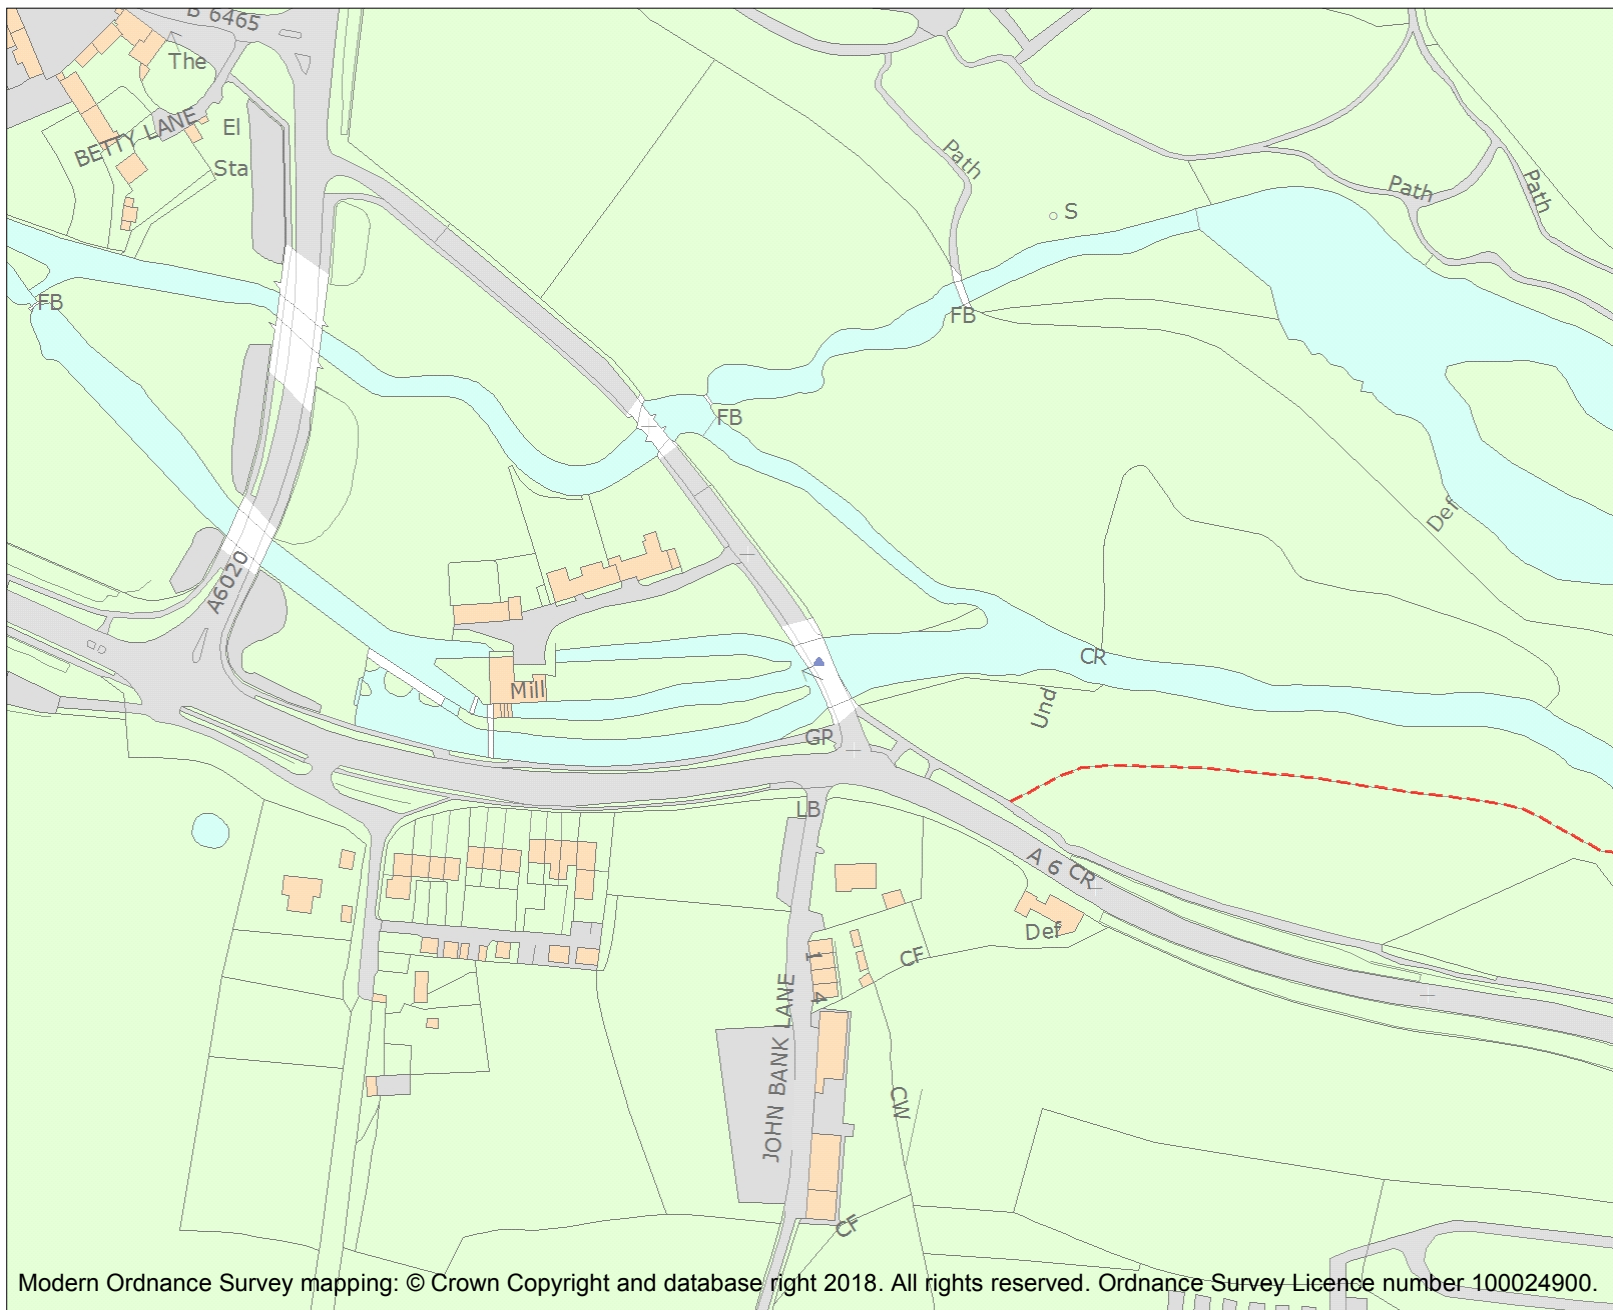 B 6465
The
BETTY LANE
El
Sta
Path
Path
Path
S
FB
FB
FB
Def
A6020
CR
Mill
Und
GP
LB
A 6 CR
Def
CF
1
4
JOHN BANK LANE
CW
CF
Modern Ordnance Survey mapping: © Crown Copyright and database right 2018. All rights reserved. Ordnance Survey Licence number 100024900.